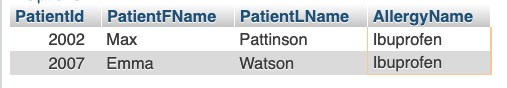 PatientId PatientFName PatientLName AllergyName
2002 Max Pattinson Ibuprofen
2007 Emma Watson Ibuprofen